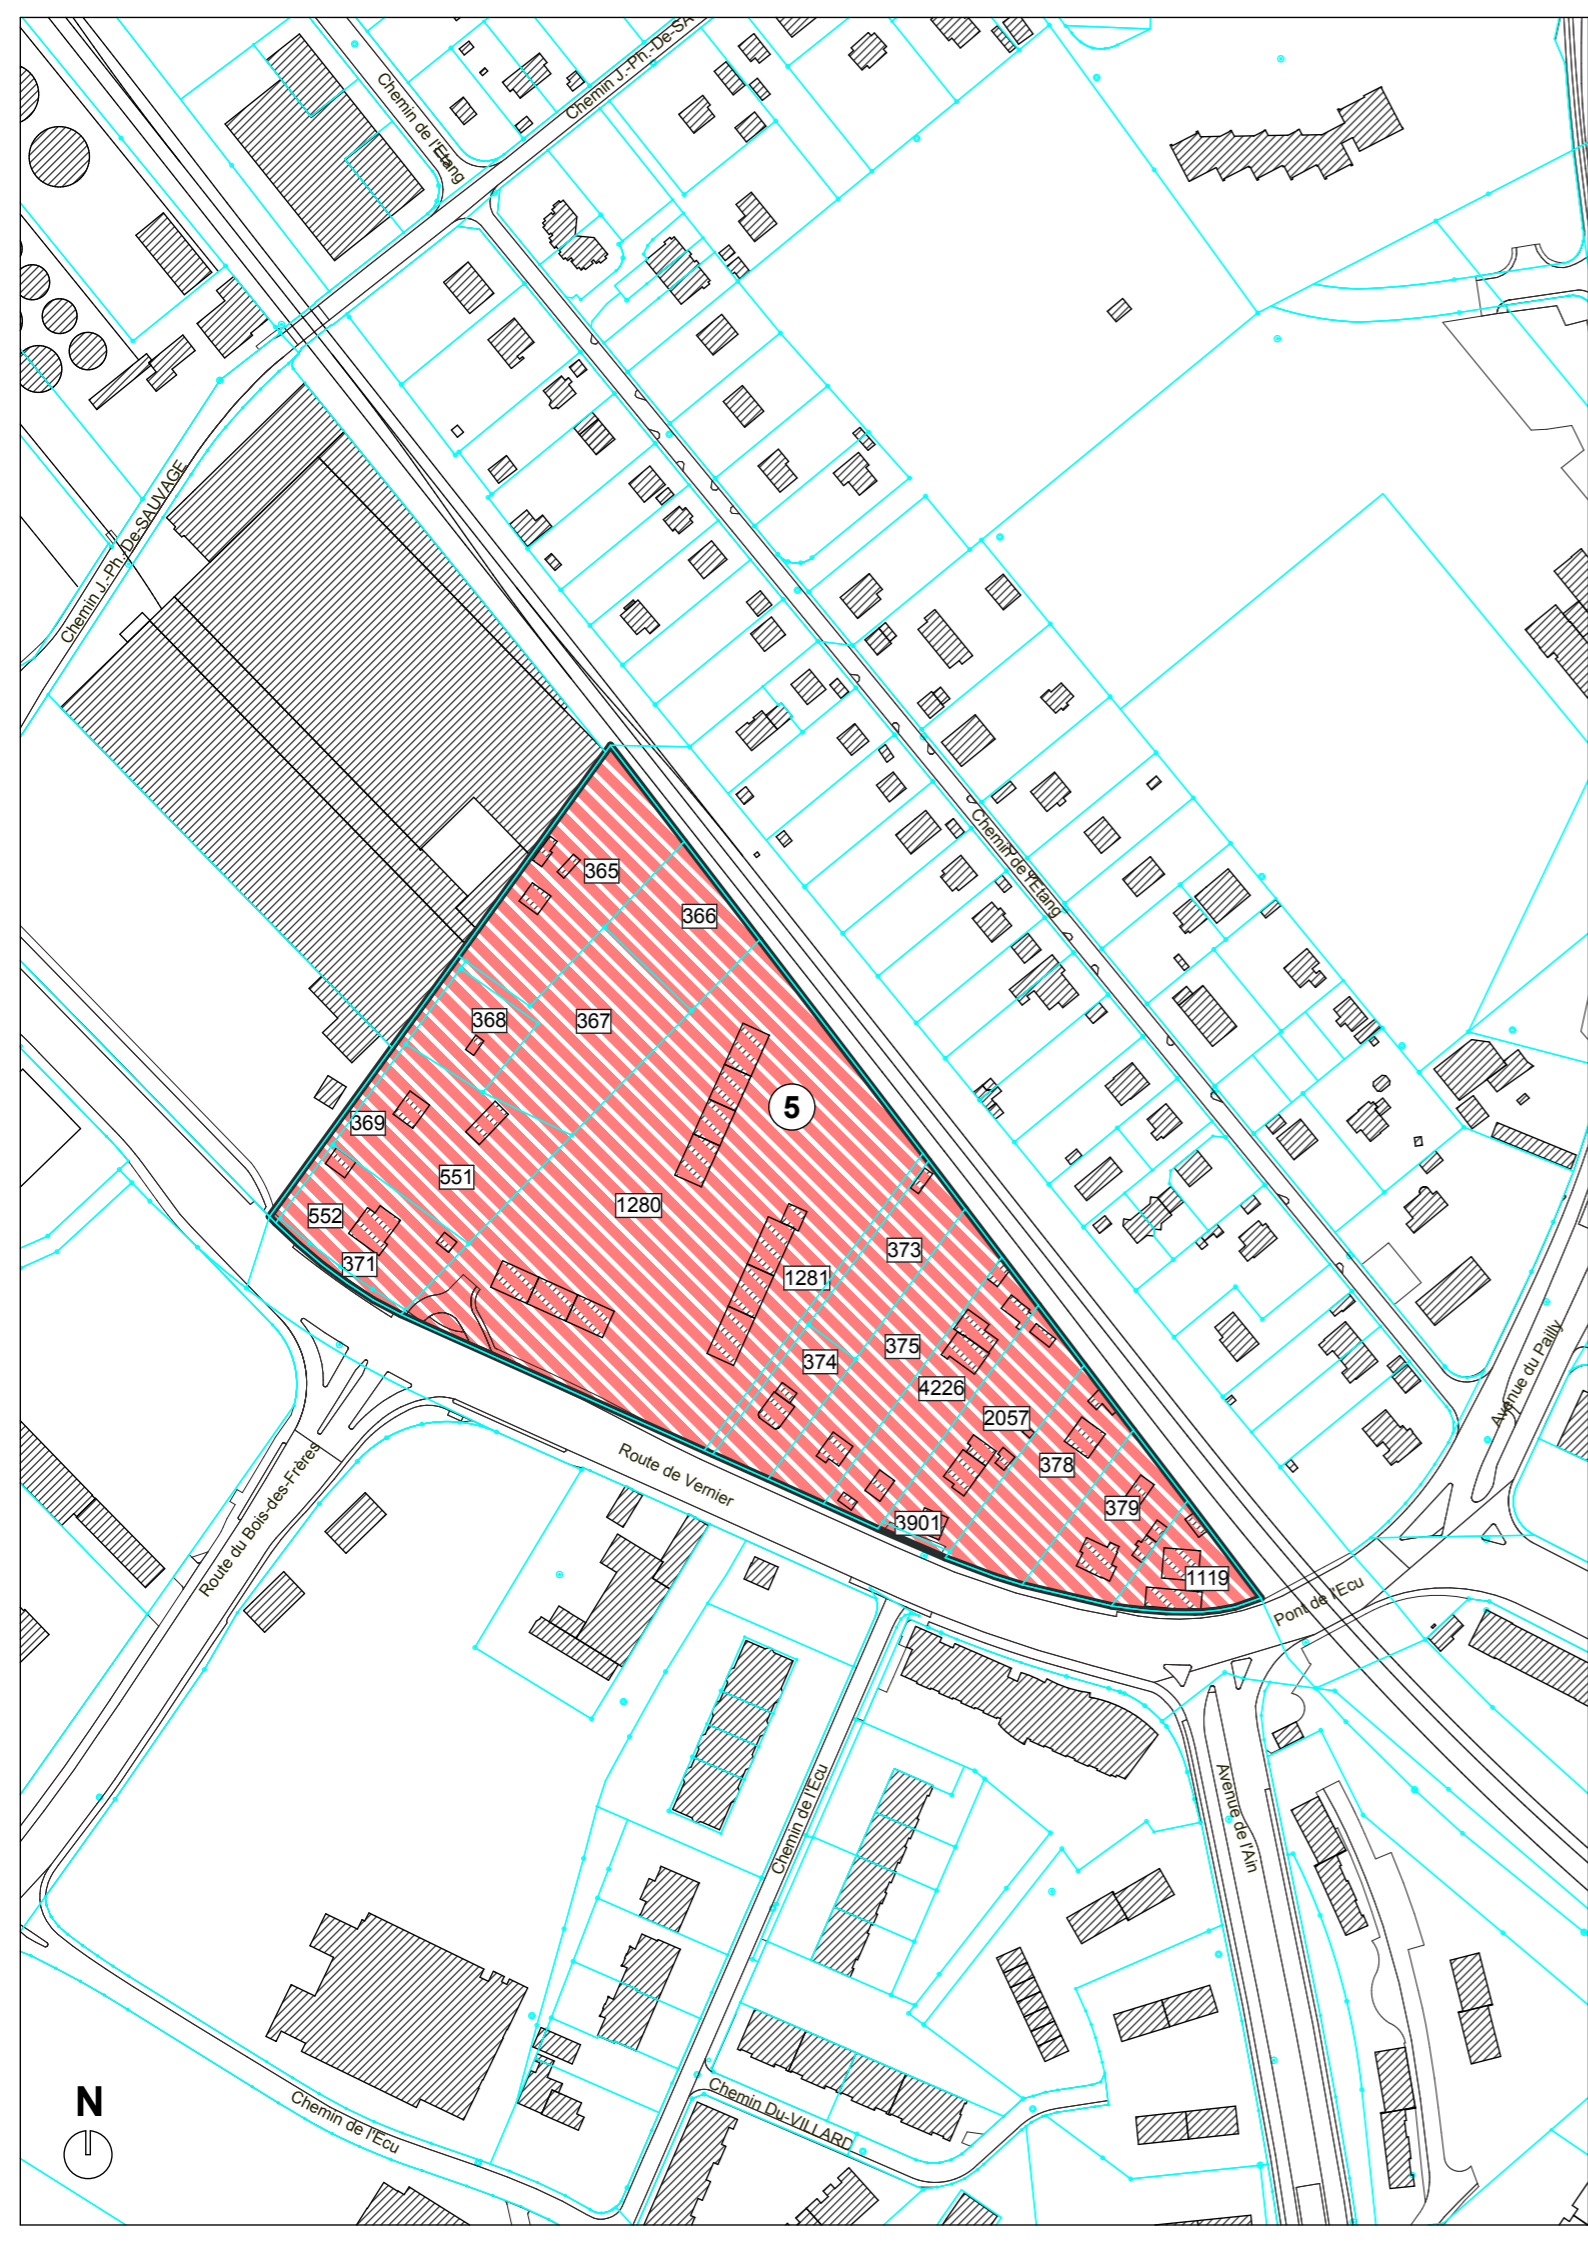 Chemin J.-Ph.-De-SA
Chemin de l'Etang
Chemin J.-Ph.-De-SAUVAGE
Chemin de l'Etang
365
366
368
367
5
369
551
1280
552
371
373
1281
375
374
4226
2057
378
379
3901
1119
Avenue du Pailly
Route de Vernier
Route du Bois-des-Frères
Pont de l'Ecu
Chemin de l'Ecu
Avenue de l'Ain
N
Chemin de l'Ecu
Chemin Du-VILLARD